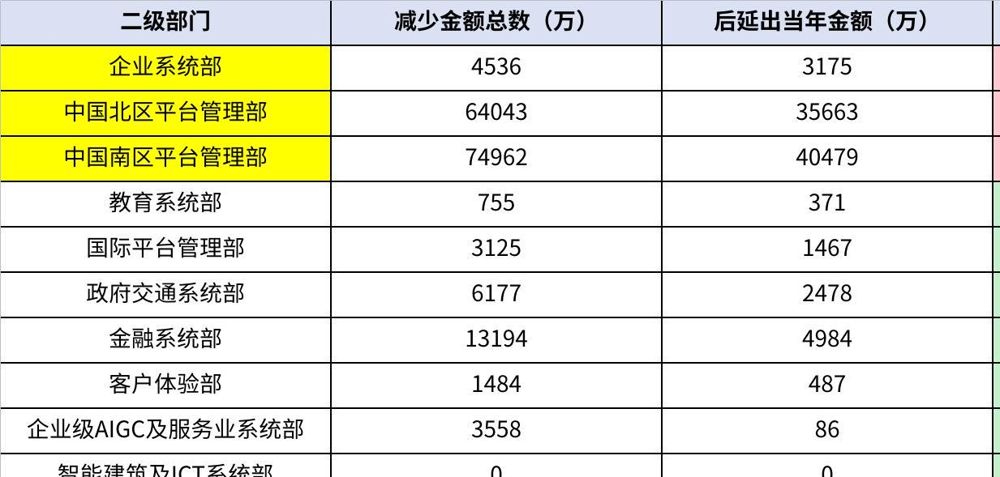 二级部门 减少金额总数（万） 后延出当年金额（万）
企业系统部 4536 3175
中国北区平台管理部 64043 35663
中国南区平台管理部 74962 40479
教育系统部 755 371
国际平台管理部 3125 1467
政府交通系统部 6177 2478
金融系统部 13194 4984
客户体验部 1484 487
企业级AIGC及服务业系统部 3558 86
智能建筑及ICT系统部 0 0